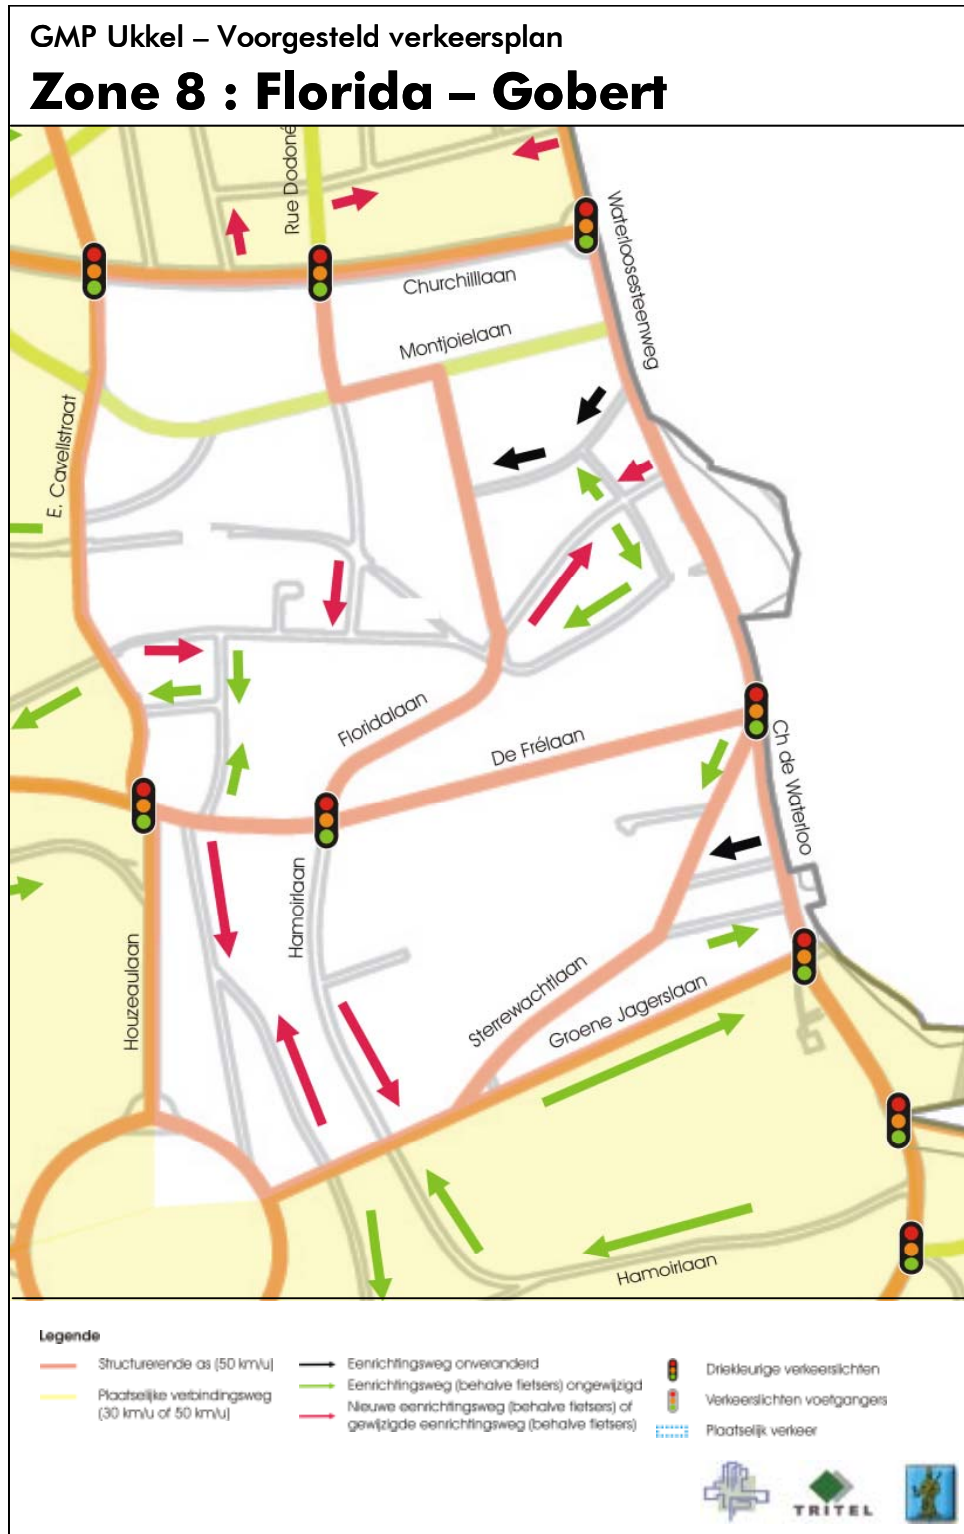 GMP Ukkel – Voorgesteld verkeersplan
Zone 8 : Florida – Gobert
Rue Dodoné
Waterloosesteenweg
Churchilllaan
Montjoielaan
E. Cavellstraat
Floridalaan
De Frélaan
Ch de Waterloo
Hamoirlaan
Houzeaulaan
Sterrewachtlaan
Groene Jagerslaan
Hamoirlaan
Legende
Structurerende as (50 km/u)
Plaatselijke verbindingsweg
(30 km/u of 50 km/u)
Eenrichtingsweg onveranderd
Eenrichtingsweg (behalve fietsers) ongewijzigd
Nieuwe eenrichtingsweg (behalve fietsers) of
gewijzigde eenrichtingsweg (behalve fietsers)
Driekleurige verkeerslichten
Verkeerslichten voetgangers
Plaatselijk verkeer
TRITEL